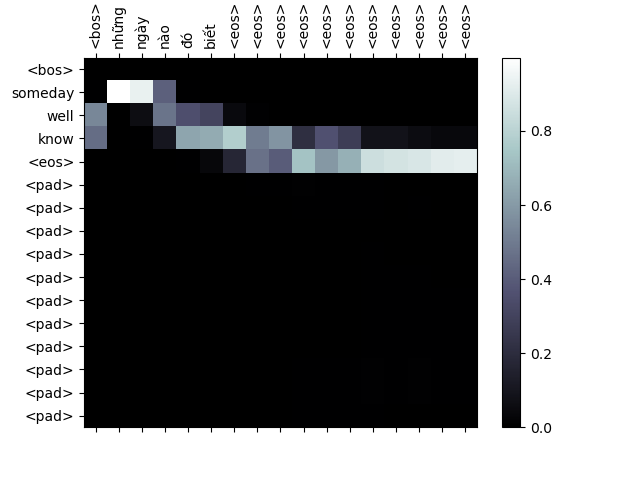 <bos> những ngày nào đó biết <eos> <eos> <eos> <eos> <eos> <eos> <eos> <eos> <eos> <eos> <eos>
<bos>
someday
well
know
<eos>
<pad>
<pad>
<pad>
<pad>
<pad>
<pad>
<pad>
<pad>
<pad>
<pad>
<pad>
0.8
0.6
0.4
0.2
0.0